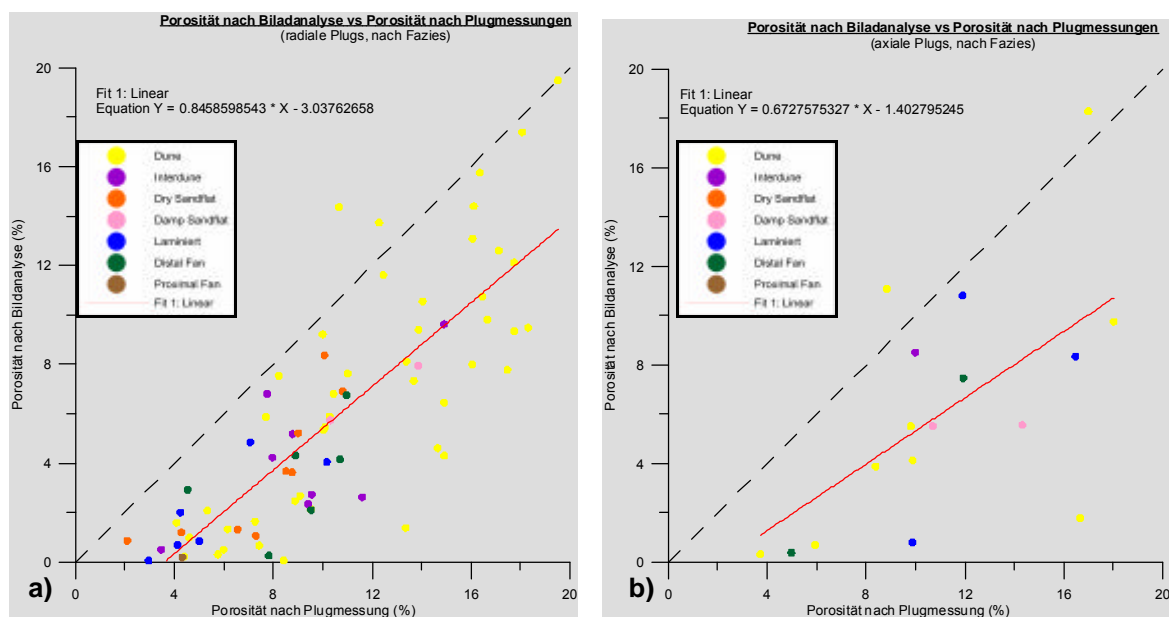 Porosität nach Biladanalyse vs Porosität nach Plugmessungen
(radiale Plugs, nach Fazies)
20
Fit 1: Linear
Equation Y = 0.8458598543 * X - 3.03762658
Dune
Interdune
Dry Sandflat
Damp Sandflat
Laminiert
Distal Fan
Proximal Fan
Fit 1: Linear
16
12
8
4
0
Porosität nach Bildanalyse (%)
a)
0
4
8
12
16
20
Porosität nach Plugmessung (%)
Porosität nach Bildanalyse vs Porosität nach Plugmessungen
(axiale Plugs, nach Fazies)
20
Fit 1: Linear
Equation Y = 0.6727575327 * X - 1.402795245
Dune
Interdune
Dry Sandflat
Damp Sandflat
Laminiert
Distal Fan
Proximal Fan
Fit 1: Linear
16
12
8
4
0
Porosität nach Bildanalyse (%)
b)
0
4
8
12
16
20
Porosität nach Plugmessung (%)